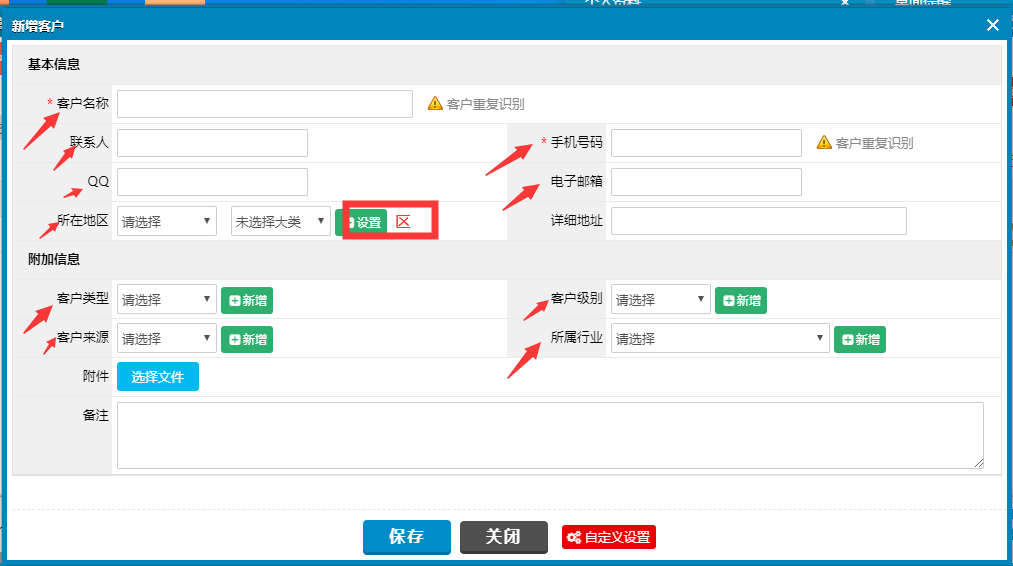 新增客户
基本信息
* 客户名称 客户重复识别
联系人 * 手机号码 客户重复识别
QQ 电子邮箱
所在地区 请选择 未选择大类 设置 详细地址
附加信息
客户类型 请选择 新增 客户级别 请选择 新增
客户来源 请选择 新增 所属行业 请选择 新增
附件 选择文件
备注
保存 关闭 自定义设置